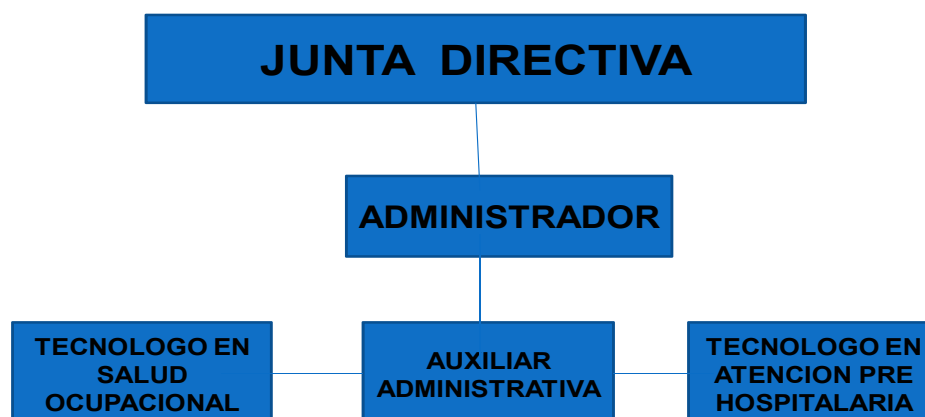 JUNTA DIRECTIVA
ADMINISTRADOR
TECNOLOGO EN
SALUD
OCUPACIONAL
AUXILIAR
ADMINISTRATIVA
TECNOLOGO EN
ATENCION PRE
HOSPITALARIA